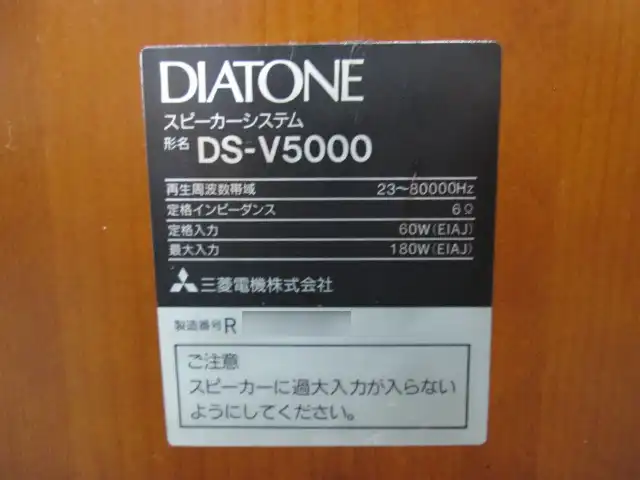 DIATONE
スピーカーシステム
形名 DS-V5000
再生周波数帯域 23〜80000Hz
定格インピーダンス 6Ω
定格入力 60W(EIAJ)
最大入力 180W(EIAJ)
三菱電機株式会社
製造番号 R
ご注意
スピーカーに過大入力が入らない
ようにしてください。